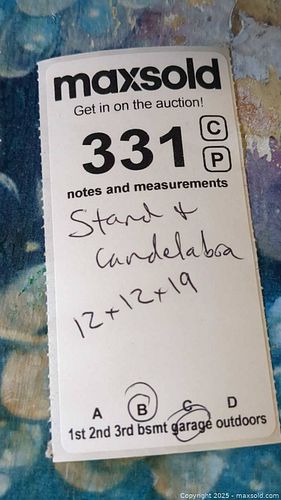 maxsold
Get in on the auction!
331 C
P
notes and measurements
Stand +
Candelabra
12 + 12 + 19
A B C D
1st 2nd 3rd bsmt garage outdoors
Copyright © 2025 - maxsold.com